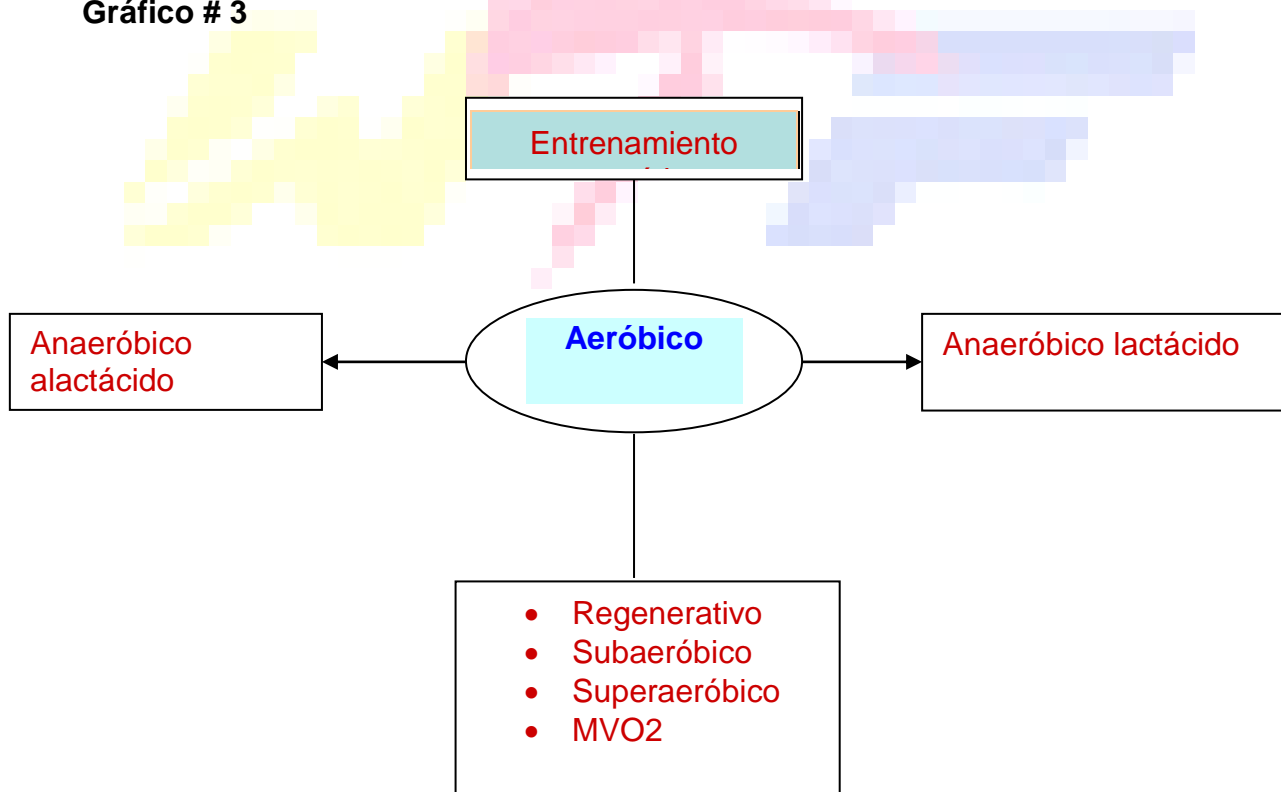 Gráfico # 3
Entrenamiento
Aeróbico
Anaeróbico
alactácido
Anaeróbico lactácido
• Regenerativo
• Subaeróbico
• Superaeróbico
• MVO2